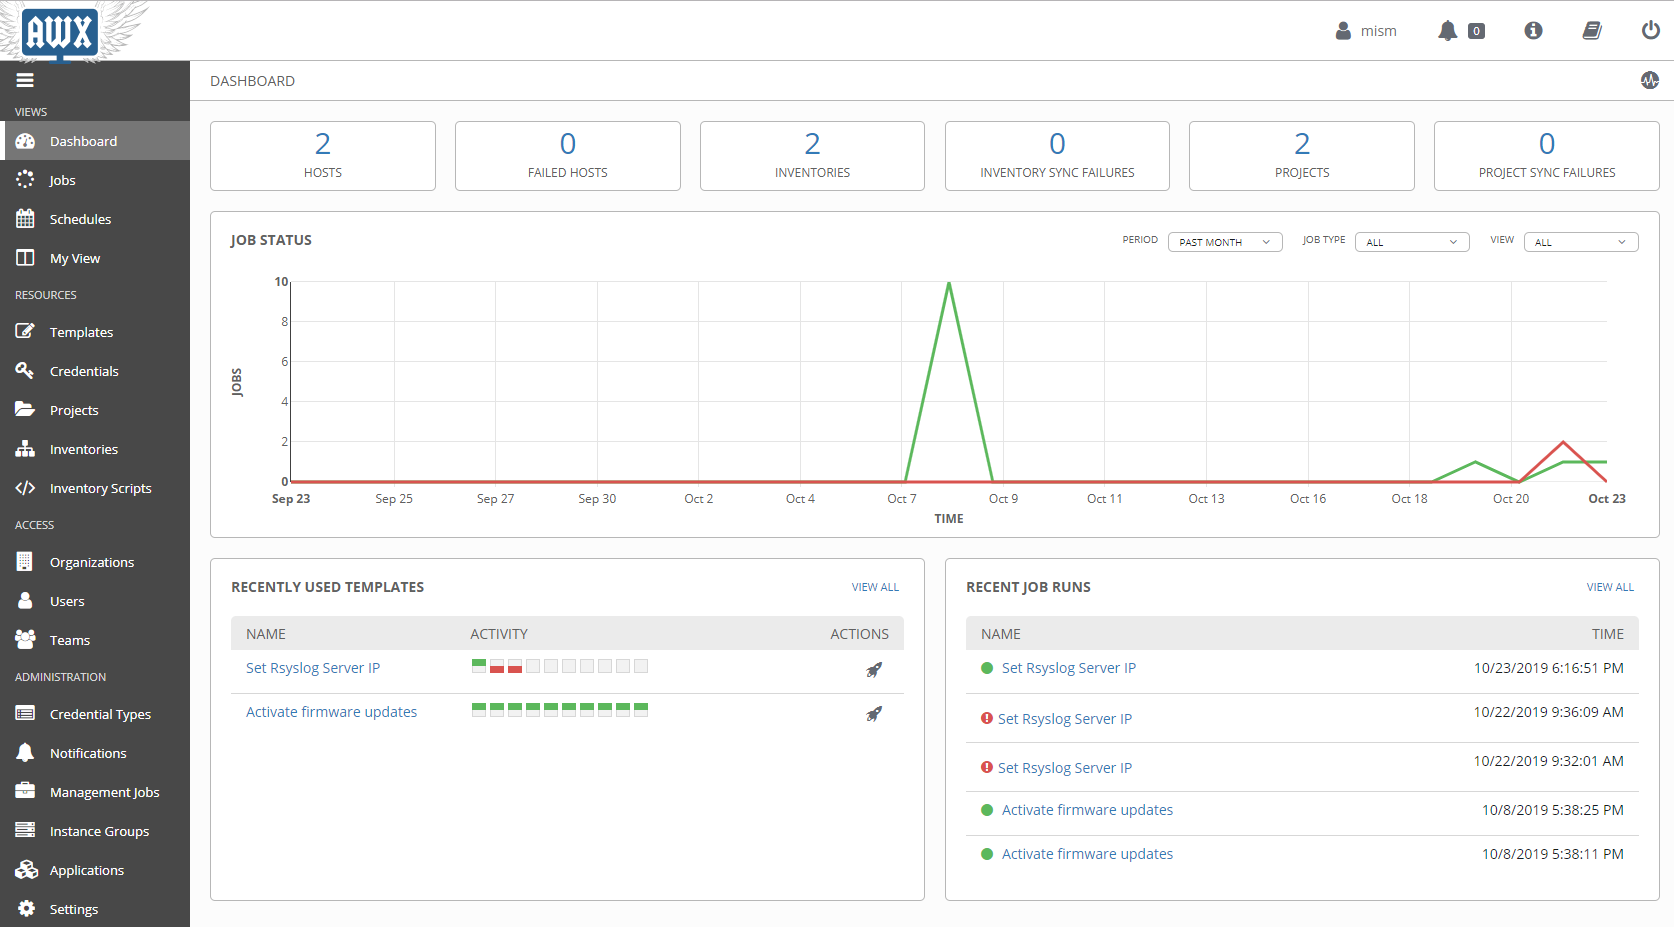 AWX
mism
0
DASHBOARD
VIEWS
Dashboard
Jobs
Schedules
My View
RESOURCES
Templates
Credentials
Projects
Inventories
Inventory Scripts
ACCESS
Organizations
Users
Teams
ADMINISTRATION
Credential Types
Notifications
Management Jobs
Instance Groups
Applications
Settings
2
HOSTS
0
FAILED HOSTS
2
INVENTORIES
0
INVENTORY SYNC FAILURES
2
PROJECTS
0
PROJECT SYNC FAILURES
JOB STATUS
PERIOD PAST MONTH JOB TYPE ALL VIEW ALL
10
8
6
4
2
0
JOBS
Sep 23 Sep 25 Sep 27 Sep 30 Oct 2 Oct 4 Oct 7 Oct 9 Oct 11 Oct 13 Oct 16 Oct 18 Oct 20 Oct 23
TIME
RECENTLY USED TEMPLATES VIEW ALL
NAME ACTIVITY ACTIONS
Set Rsyslog Server IP
Activate firmware updates
RECENT JOB RUNS VIEW ALL
NAME TIME
Set Rsyslog Server IP 10/23/2019 6:16:51 PM
Set Rsyslog Server IP 10/22/2019 9:36:09 AM
Set Rsyslog Server IP 10/22/2019 9:32:01 AM
Activate firmware updates 10/8/2019 5:38:25 PM
Activate firmware updates 10/8/2019 5:38:11 PM